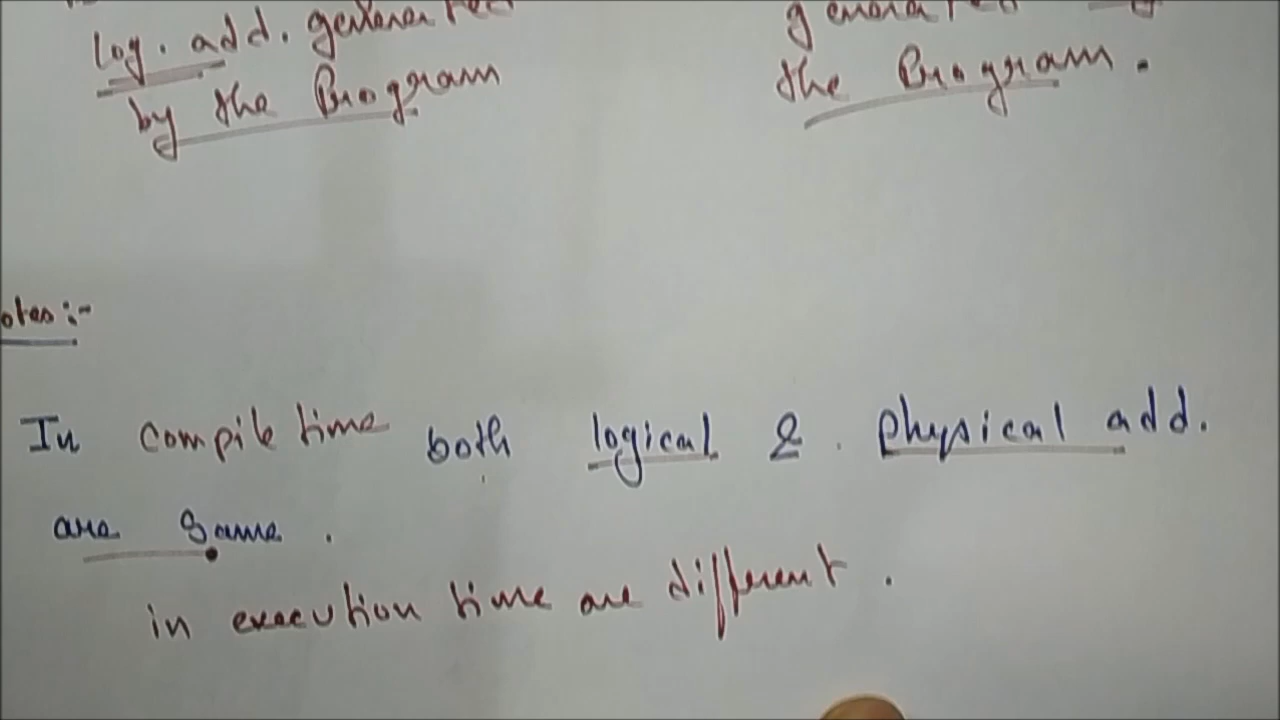 log. add. generated
by the Program
generated
the Program.
otes :-
In compile time both logical & physical add.
are same.
in execution time are different.